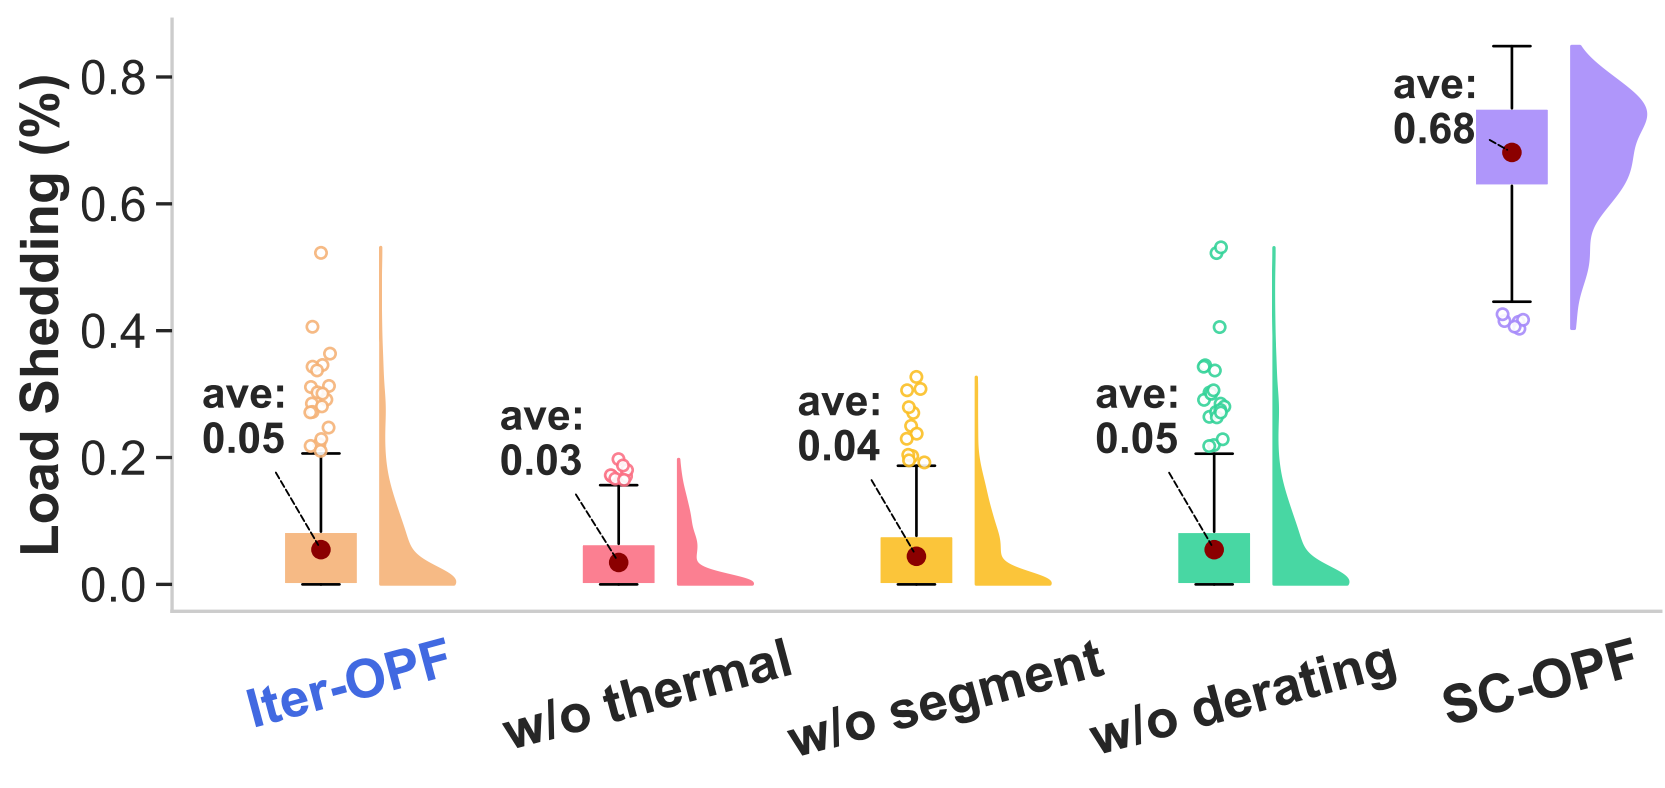 Load Shedding (%)
0.8
0.6
0.4
0.2
0.0
ave:
0.05
ave:
0.03
ave:
0.04
ave:
0.05
ave:
0.68
Iter-OPF
w/o thermal
w/o segment
w/o derating
SC-OPF